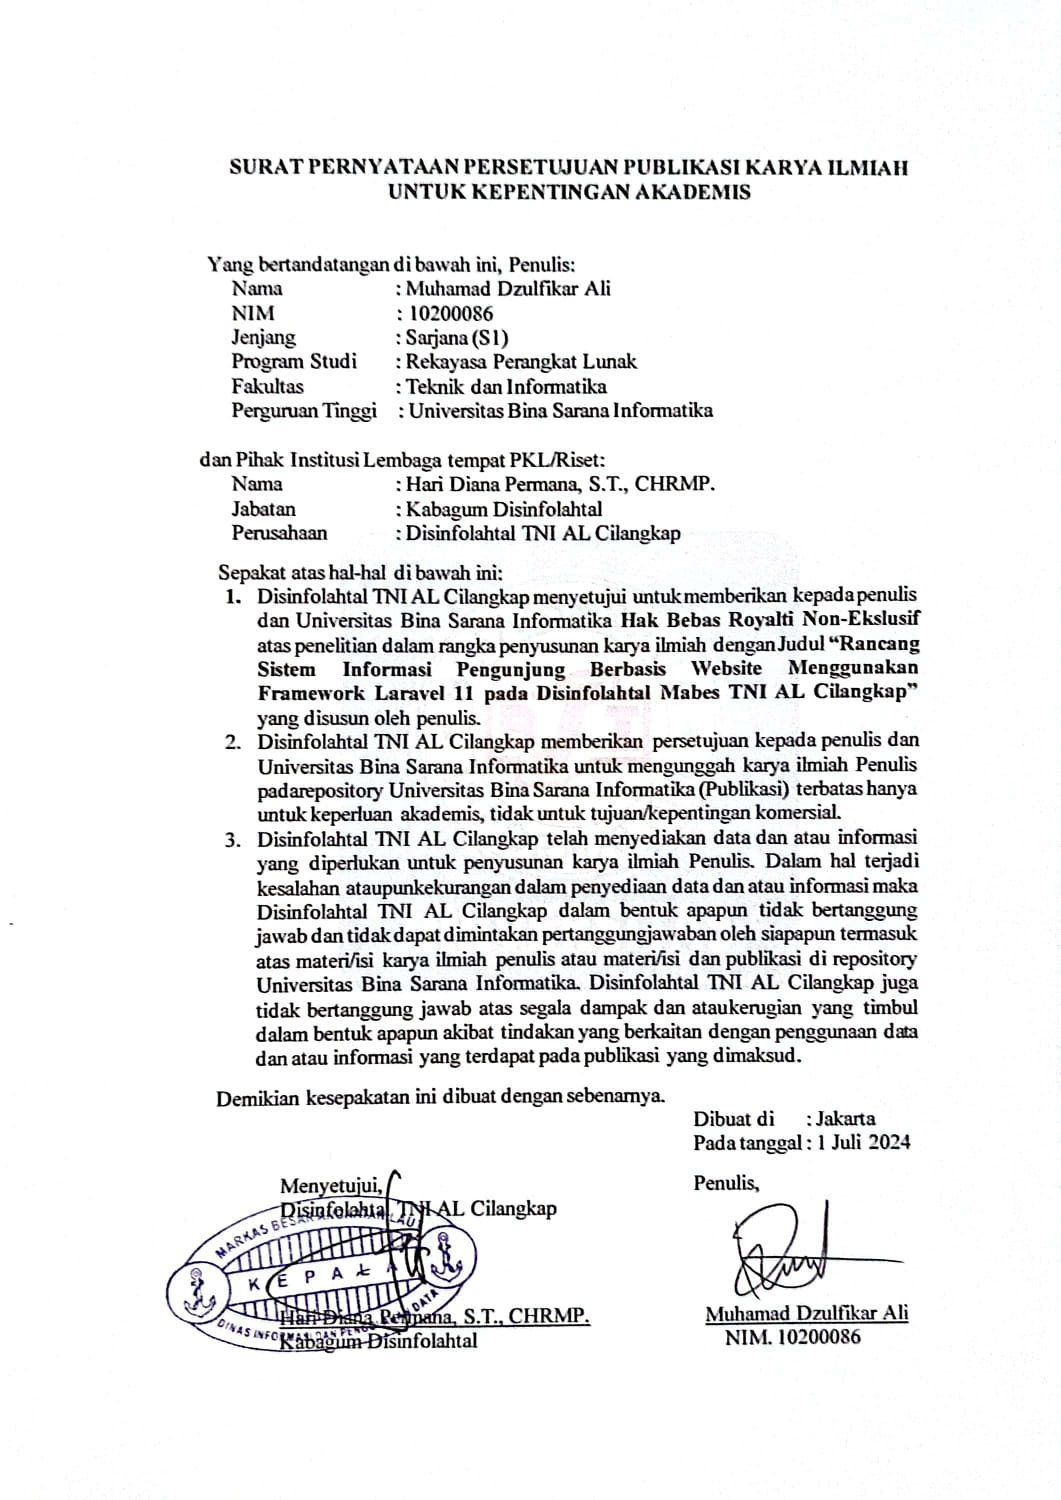 SURAT PERNYATAAN PERSETUJUAN PUBLIKASI KARYA ILMIAH
UNTUK KEPENTINGAN AKADEMIS
Yang bertandatangan di bawah ini, Penulis:
Nama : Muhamad Dzulfikar Ali
NIM : 10200086
Jenjang : Sarjana (S1)
Program Studi : Rekayasa Perangkat Lunak
Fakultas : Teknik dan Informatika
Perguruan Tinggi : Universitas Bina Sarana Informatika
dan Pihak Institusi Lembaga tempat PKL/Riset:
Nama : Hari Diana Permana, S.T., CHRMP.
Jabatan : Kabagum Disinfolahtal
Perusahaan : Disinfolahtal TNI AL Cilangkap
Sepakat atas hal-hal di bawah ini:
1. Disinfolahtal TNI AL Cilangkap menyetujui untuk memberikan kepada penulis
dan Universitas Bina Sarana Informatika Hak Bebas Royalti Non-Ekslusif
atas penelitian dalam rangka penyusunan karya ilmiah dengan Judul “Rancang
Sistem Informasi Pengunjung Berbasis Website Menggunakan
Framework Laravel 11 pada Disinfolahtal Mabes TNI AL Cilangkap”
yang disusun oleh penulis.
2. Disinfolahtal TNI AL Cilangkap memberikan persetujuan kepada penulis dan
Universitas Bina Sarana Informatika untuk mengunggah karya ilmiah Penulis
padarepository Universitas Bina Sarana Informatika (Publikasi) terbatas hanya
untuk keperluan akademis, tidak untuk tujuan/kepentingan komersial.
3. Disinfolahtal TNI AL Cilangkap telah menyediakan data dan atau informasi
yang diperlukan untuk penyusunan karya ilmiah Penulis. Dalam hal terjadi
kesalahan ataupunkekurangan dalam penyediaan data dan atau informasi maka
Disinfolahtal TNI AL Cilangkap dalam bentuk apapun tidak bertanggung
jawab dan tidak dapat dimintakan pertanggungjawaban oleh siapapun termasuk
atas materi/isi karya ilmiah penulis atau materi/isi dan publikasi di repository
Universitas Bina Sarana Informatika. Disinfolahtal TNI AL Cilangkap juga
tidak bertanggung jawab atas segala dampak dan ataukerugian yang timbul
dalam bentuk apapun akibat tindakan yang berkaitan dengan penggunaan data
dan atau informasi yang terdapat pada publikasi yang dimaksud.
Demikian kesepakatan ini dibuat dengan sebenarnya.
Dibuat di : Jakarta
Pada tanggal : 1 Juli 2024
Menyetujui,
Disinfolahtal TNI AL Cilangkap
MARKAS BESAR
KEPALA
DINAS INFORMASI DAN DATA
Hari Diana Permana, S.T., CHRMP.
Kabagum Disinfolahtal
Penulis,
Muhamad Dzulfikar Ali
NIM. 10200086